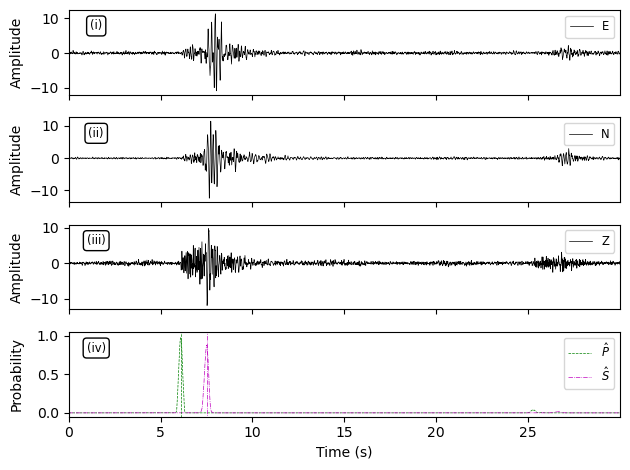 (i)
E
Amplitude
10
0
−10
(ii)
N
Amplitude
10
0
−10
(iii)
Z
Amplitude
10
0
−10
(iv)
P̂
Ŝ
Probability
1.0
0.5
0.0
0 5 10 15 20 25
Time (s)